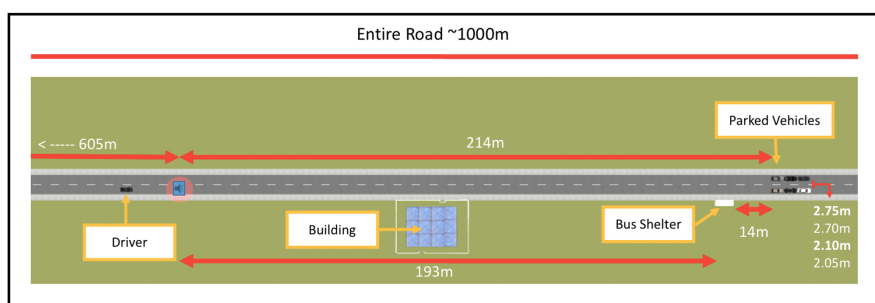 Entire Road ~1000m
Parked Vehicles
< ----- 605m
214m
Driver
Building
Bus Shelter
14m
193m
2.75m
2.70m
2.10m
2.05m